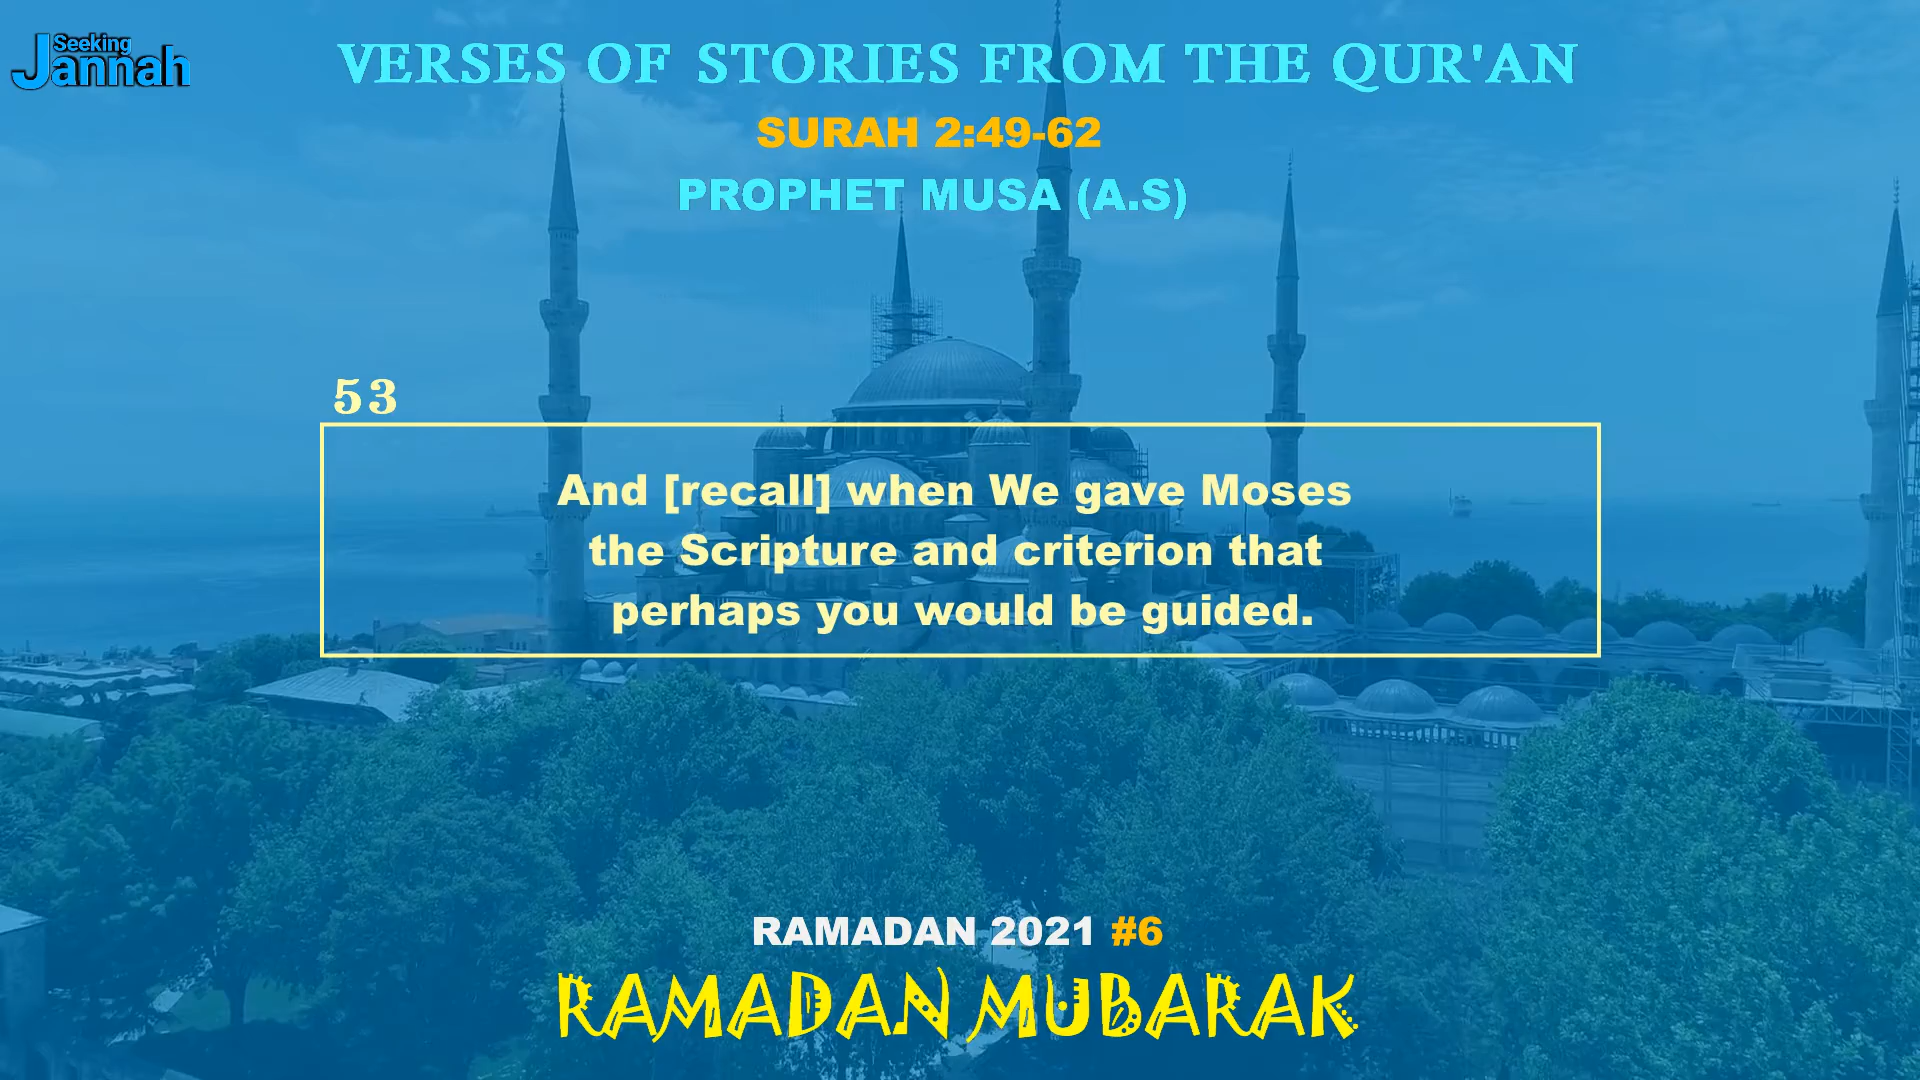 Seeking
Jannah
VERSES OF STORIES FROM THE QUR'AN
SURAH 2:49-62
PROPHET MUSA (A.S)
53
And [recall] when We gave Moses
the Scripture and criterion that
perhaps you would be guided.
RAMADAN 2021 #6
RAMADAN MUBARAK